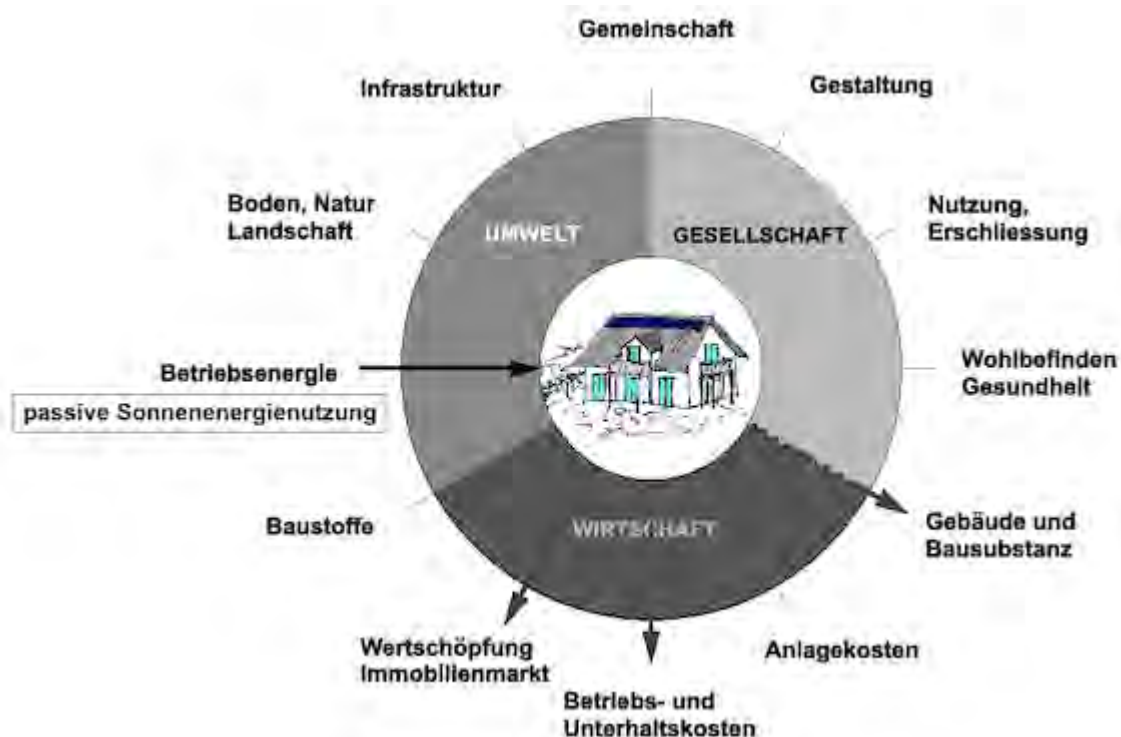 Gemeinschaft
Infrastruktur
Gestaltung
Boden, Natur
Landschaft
UMWELT
GESELLSCHAFT
Nutzung,
Erschliessung
Betriebsenergie
passive Sonnenenergienutzung
Wohlbefinden
Gesundheit
Baustoffe
WIRTSCHAFT
Gebäude und
Bausubstanz
Wertschöpfung
Immobilienmarkt
Anlagekosten
Betriebs- und
Unterhaltskosten